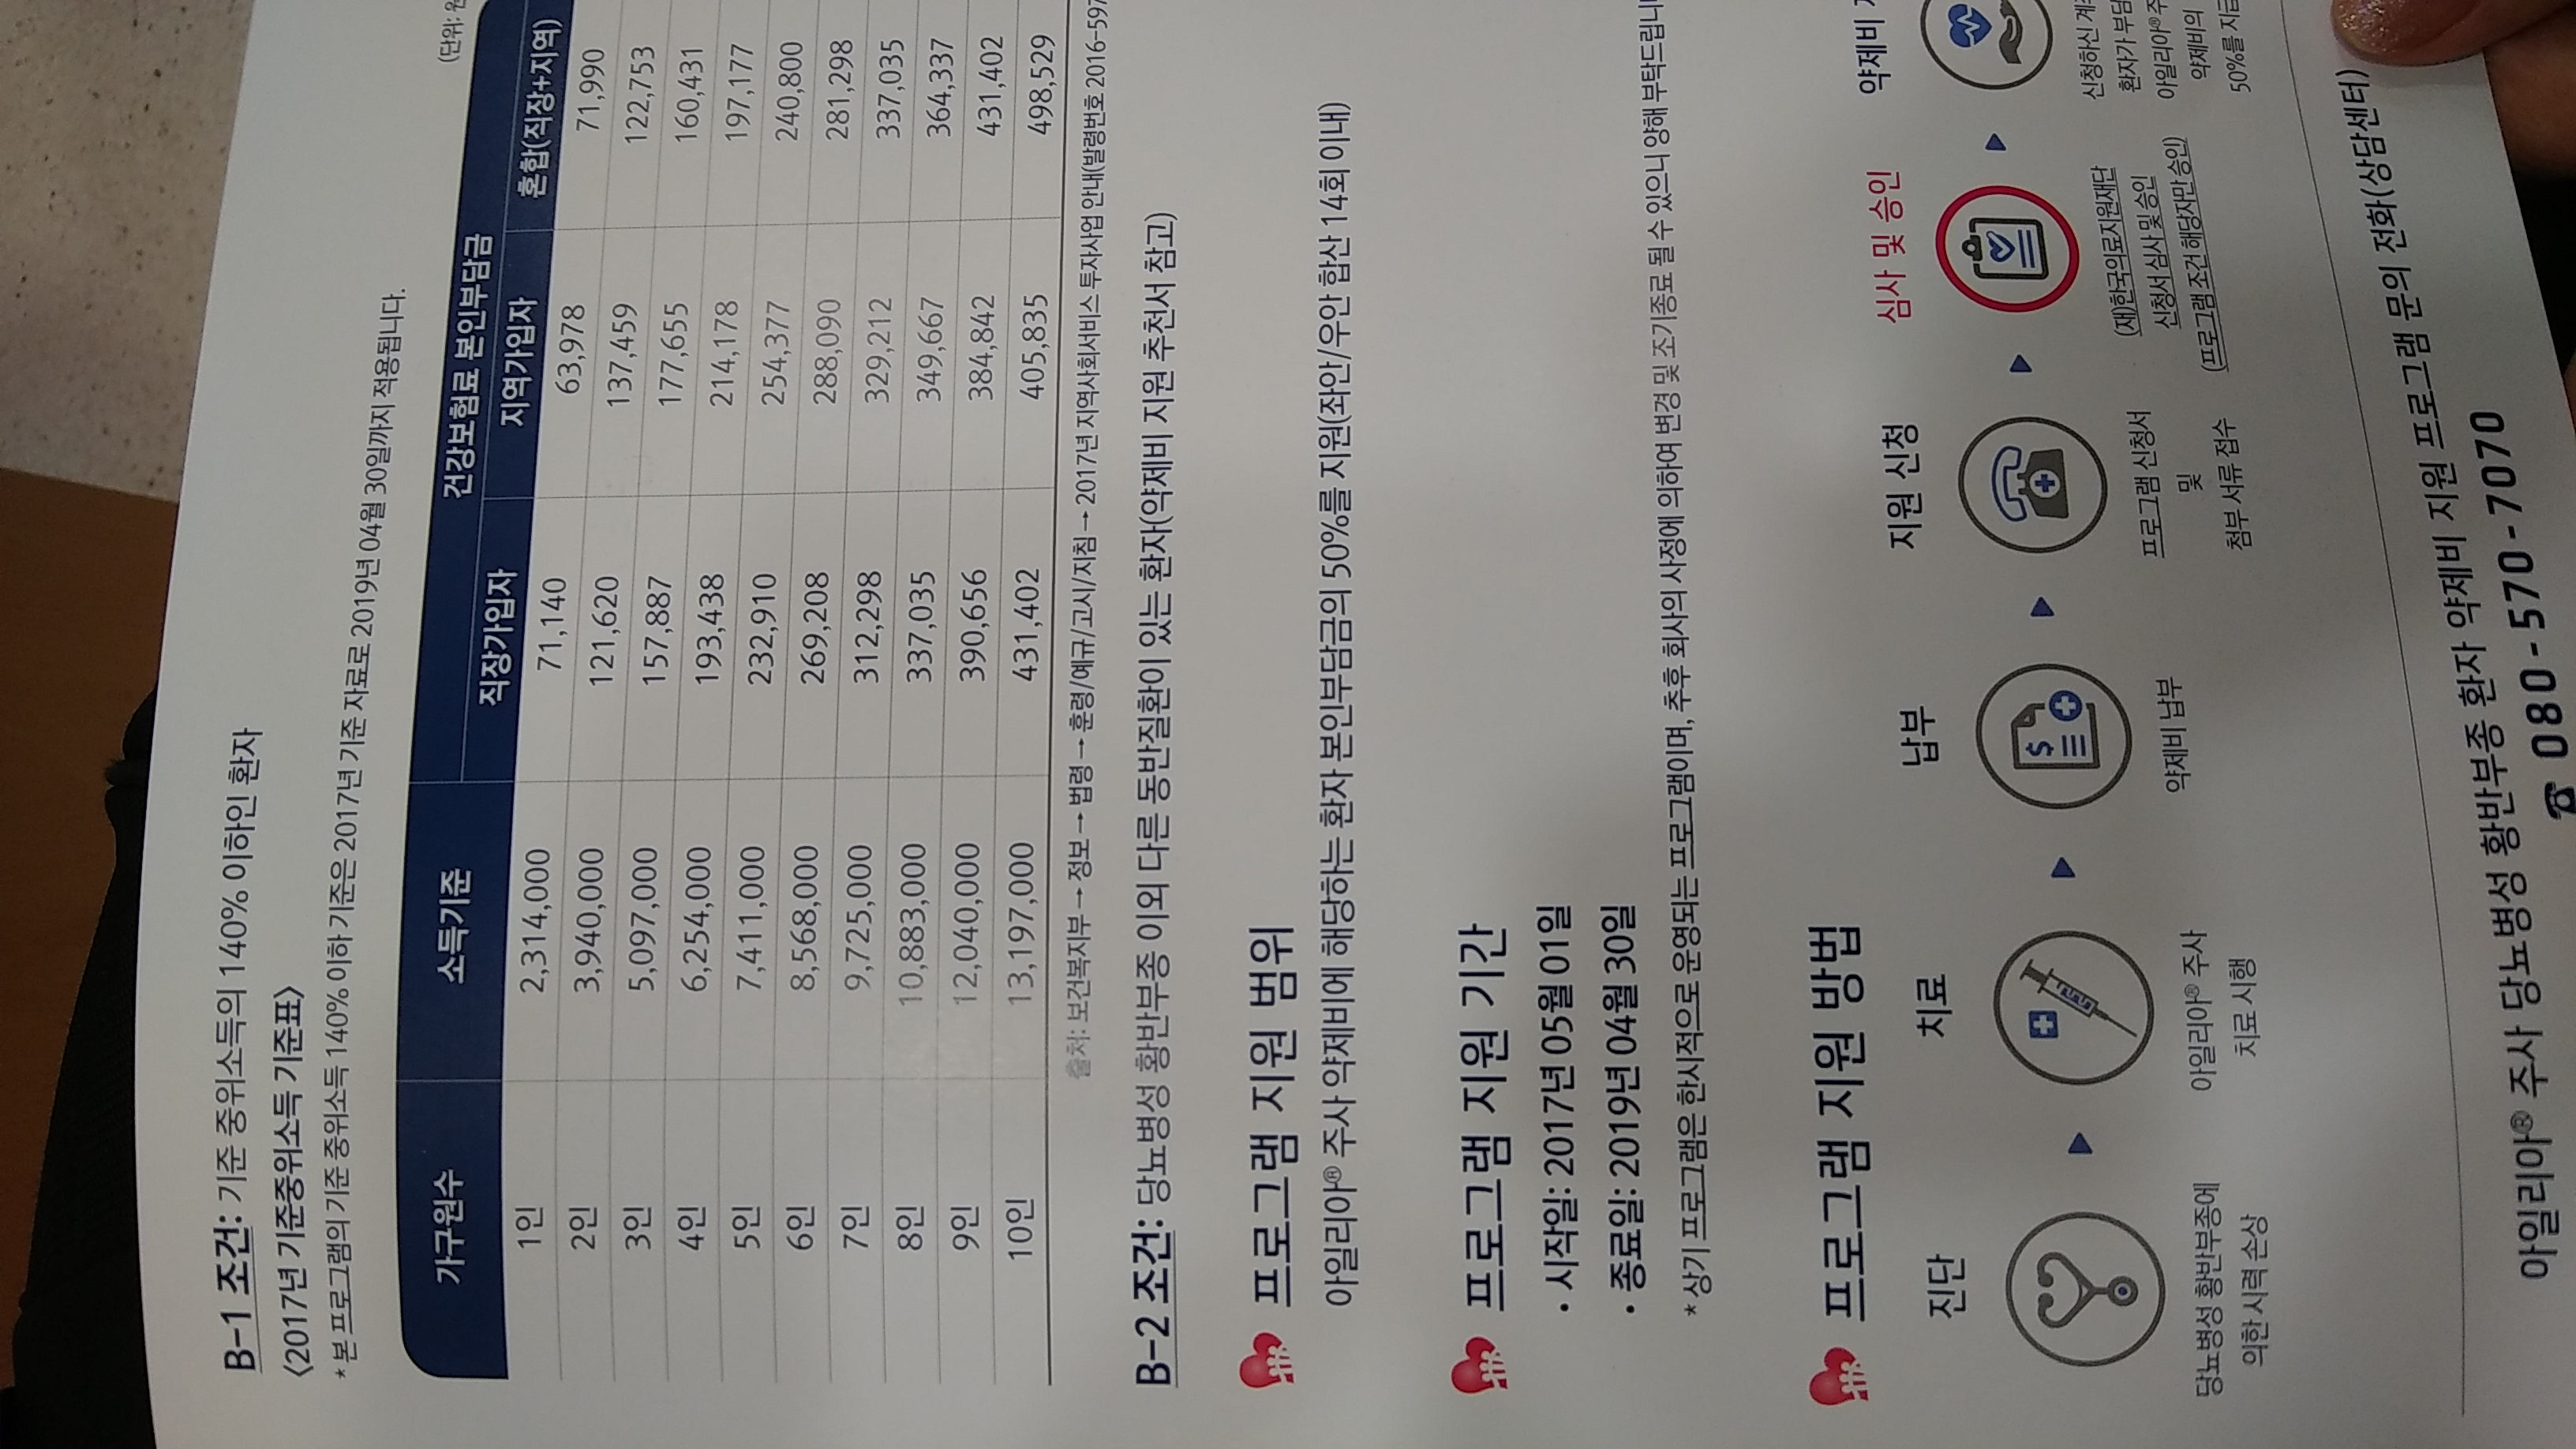 B-1 조건: 기준 중위소득의 140% 이하인 환자
<2017년 기준중위소득 기준표>
*본 프로그램의 기준 중위소득 140% 이하 기준은 2017년 기준 자료로 2019년 04월 30일까지 적용됩니다.
(단위: 원
가구원수 소득기준 건강보험료 본인부담금
직장가입자 지역가입자 혼합(직장+지역)
1인 2,314,000 71,140 63,978 71,990
2인 3,940,000 121,620 137,459 122,753
3인 5,097,000 157,887 177,655 160,431
4인 6,254,000 193,438 214,178 197,177
5인 7,411,000 232,910 254,377 240,800
6인 8,568,000 269,208 288,090 281,298
7인 9,725,000 312,298 329,212 337,035
8인 10,883,000 337,035 349,667 364,337
9인 12,040,000 390,656 384,842 431,402
10인 13,197,000 431,402 405,835 498,529
출처: 보건복지부→정보→법령→훈령/예규/고시/지침→2017년 지역사회서비스 투자사업 안내(발령번호 2016-597
B-2 조건: 당뇨병성 황반부종 이외 다른 동반질환이 있는 환자(약제비 지원 추천서 참고)
프로그램 지원 범위
아일리아® 주사 약제비에 해당하는 환자 본인부담금의 50%를 지원(좌안/우안 합산 14회 이내)
프로그램 지원 기간
• 시작일: 2017년 05월 01일
• 종료일: 2019년 04월 30일
*상기 프로그램은 한시적으로 운영되는 프로그램이며, 추후 회사의 사정에 의하여 변경 및 조기종료 될 수 있으니 양해 부탁드립니
프로그램 지원 방법
진단 ▶ 치료 ▶ 납부 ▶ 지원 신청 ▶ 심사 및 승인 ▶ 약제비
당뇨병성 황반부종에
의한 시력 손상
아일리아® 주사
치료 시행
약제비 납부
프로그램 신청서
및
첨부 서류 접수
(재)한국의료지원재단
신청서 심사 및 승인
(프로그램 조건 해당자만 승인)
신청하신 계
환자가 부담
아일리아® 주
약제비의
50%를 지급
아일리아® 주사 당뇨병성 황반부종 환자 약제비 지원 프로그램 문의 전화(상담센터)
☎ 080-570-7070